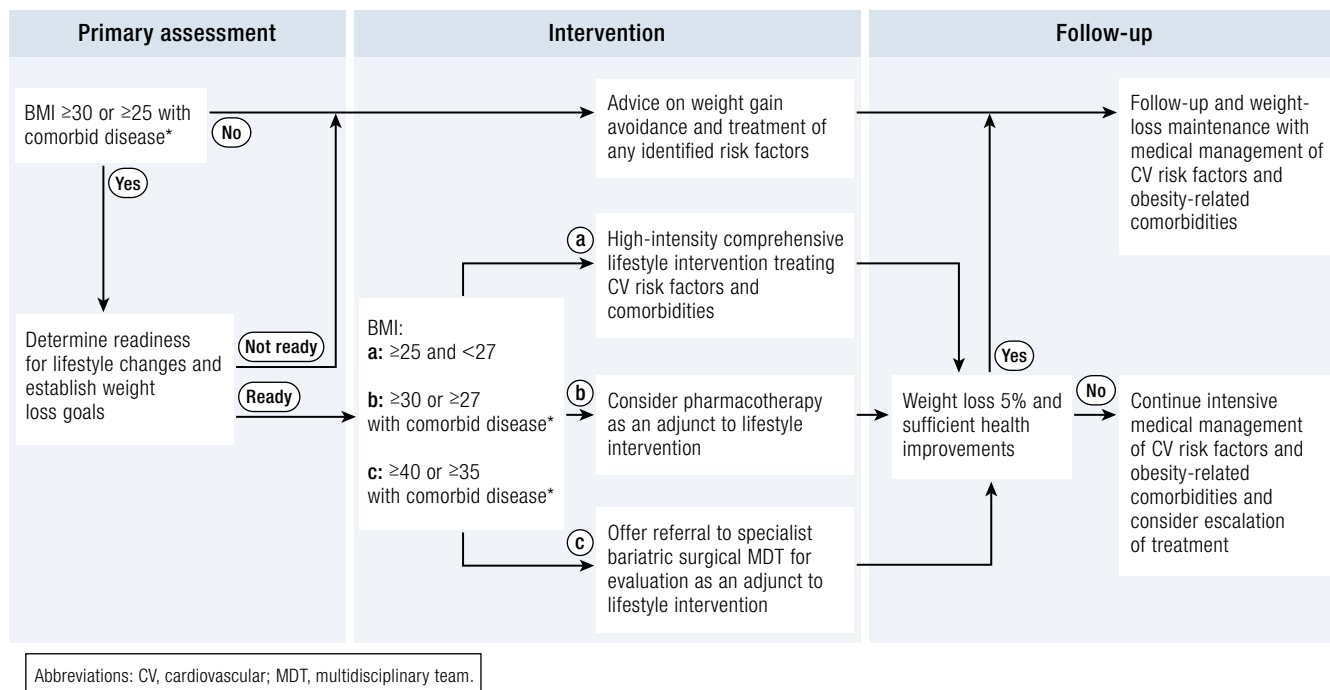 Primary assessment
Intervention
Follow-up
BMI ≥30 or ≥25 with
comorbid disease*
No
Yes
Determine readiness
for lifestyle changes and
establish weight
loss goals
Not ready
Ready
BMI:
a: ≥25 and <27
b: ≥30 or ≥27
with comorbid disease*
c: ≥40 or ≥35
with comorbid disease*
Advice on weight gain
avoidance and treatment of
any identified risk factors
a
High-intensity comprehensive
lifestyle intervention treating
CV risk factors and
comorbidities
b
Consider pharmacotherapy
as an adjunct to lifestyle
intervention
c
Offer referral to specialist
bariatric surgical MDT for
evaluation as an adjunct to
lifestyle intervention
Weight loss 5% and
sufficient health
improvements
Yes
No
Follow-up and weight-
loss maintenance with
medical management of
CV risk factors and
obesity-related
comorbidities
Continue intensive
medical management
of CV risk factors and
obesity-related
comorbidities and
consider escalation
of treatment
Abbreviations: CV, cardiovascular; MDT, multidisciplinary team.